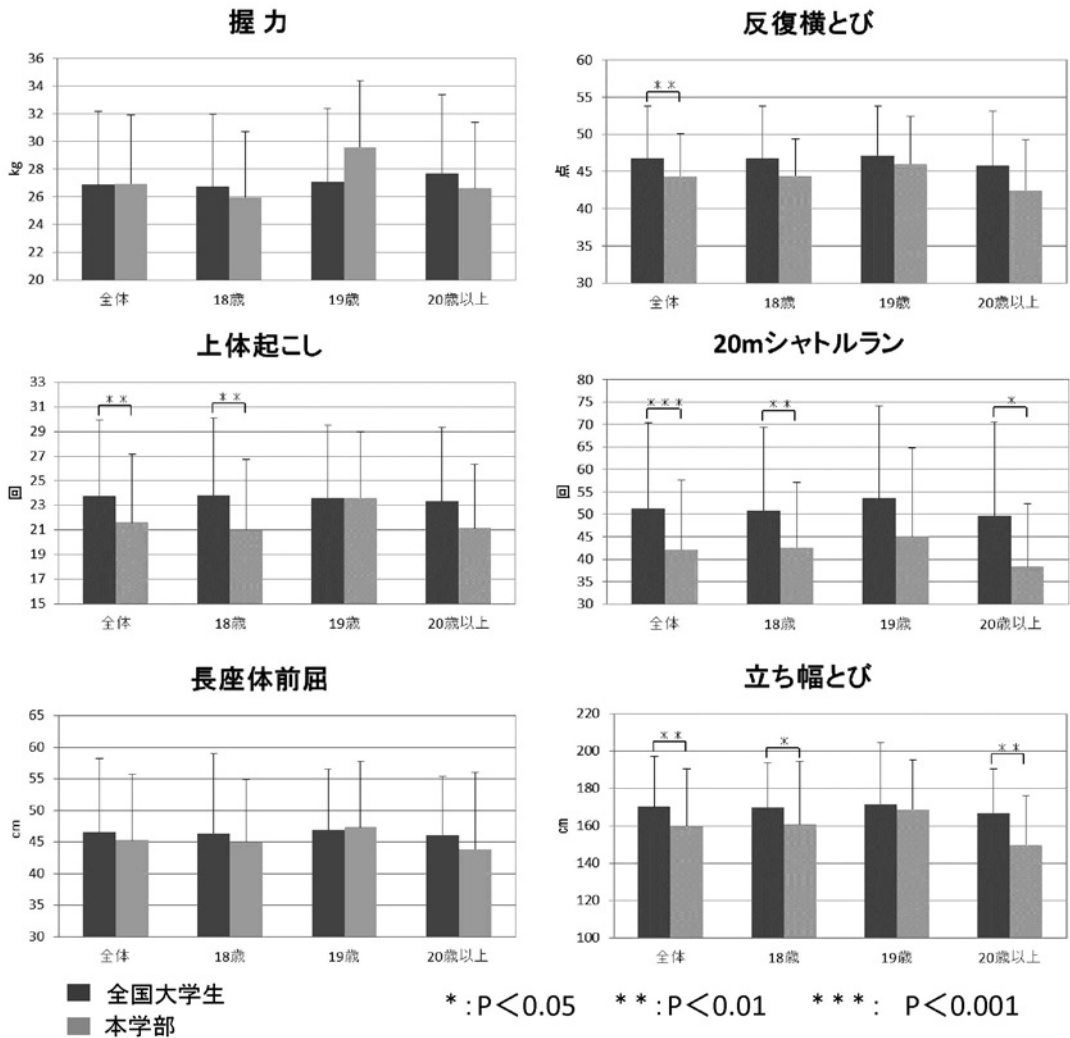 握 力
36
34
32
30
28
26
24
22
20
kg
全体 18歳 19歳 20歳以上
反復横とび
60
55
50
45
40
35
30
点
**
全体 18歳 19歳 20歳以上
上体起こし
33
31
29
27
25
23
21
19
17
15
回
** **
全体 18歳 19歳 20歳以上
20mシャトルラン
80
75
70
65
60
55
50
45
40
35
30
回
*** ** *
全体 18歳 19歳 20歳以上
長座体前屈
65
60
55
50
45
40
35
30
cm
全体 18歳 19歳 20歳以上
立ち幅とび
220
200
180
160
140
120
100
cm
** * **
全体 18歳 19歳 20歳以上
全国大学生
本学部
*:P<0.05 **:P<0.01 ***: P<0.001